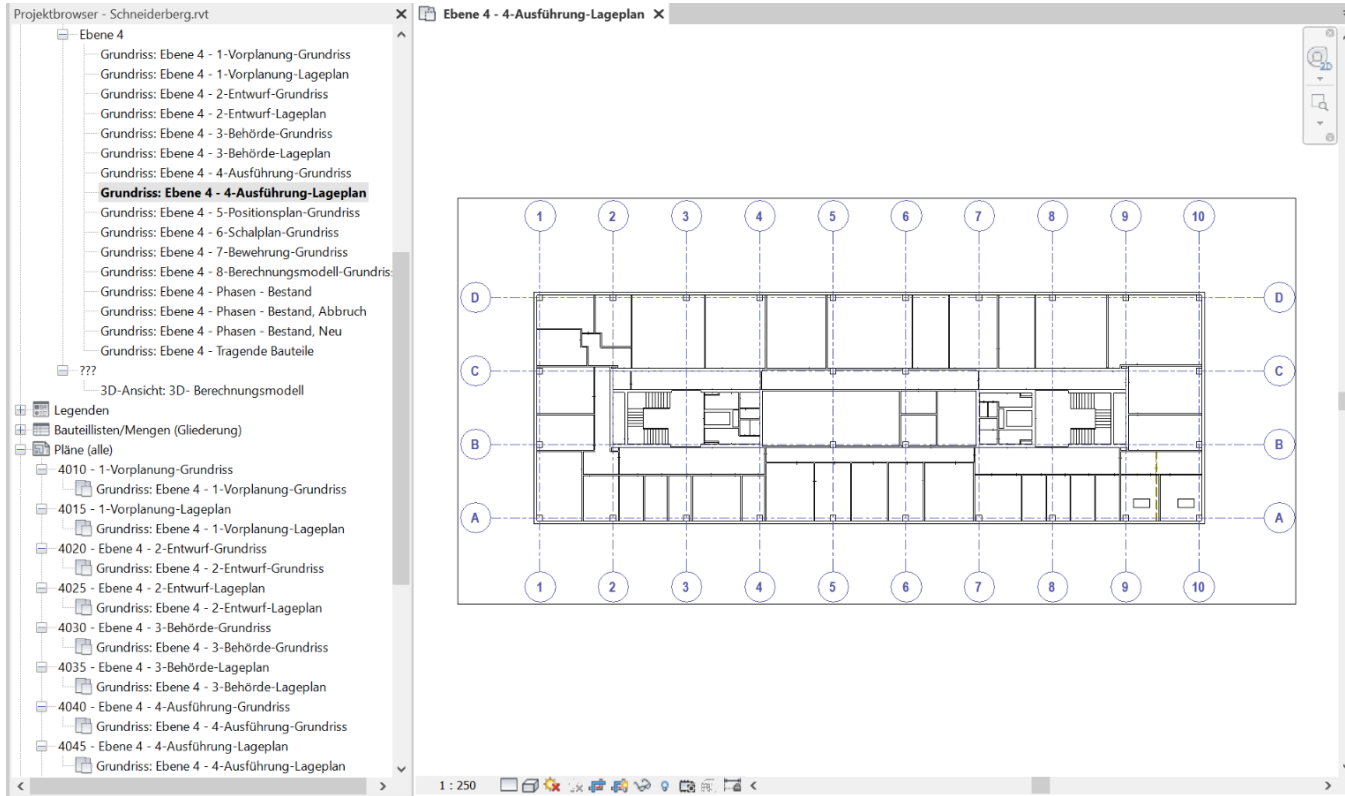 Projektbrowser - Schneiderberg.rvt
Ebene 4
Grundriss: Ebene 4 - 1-Vorplanung-Grundriss
Grundriss: Ebene 4 - 1-Vorplanung-Lageplan
Grundriss: Ebene 4 - 2-Entwurf-Grundriss
Grundriss: Ebene 4 - 2-Entwurf-Lageplan
Grundriss: Ebene 4 - 3-Behörde-Grundriss
Grundriss: Ebene 4 - 3-Behörde-Lageplan
Grundriss: Ebene 4 - 4-Ausführung-Grundriss
Grundriss: Ebene 4 - 4-Ausführung-Lageplan
Grundriss: Ebene 4 - 5-Positionsplan-Grundriss
Grundriss: Ebene 4 - 6-Schalplan-Grundriss
Grundriss: Ebene 4 - 7-Bewehrung-Grundriss
Grundriss: Ebene 4 - 8-Berechnungsmodell-Grundris
Grundriss: Ebene 4 - Phasen - Bestand
Grundriss: Ebene 4 - Phasen - Bestand, Abbruch
Grundriss: Ebene 4 - Phasen - Bestand, Neu
Grundriss: Ebene 4 - Tragende Bauteile
???
3D-Ansicht: 3D- Berechnungsmodell
Legenden
Bauteillisten/Mengen (Gliederung)
Pläne (alle)
4010 - 1-Vorplanung-Grundriss
Grundriss: Ebene 4 - 1-Vorplanung-Grundriss
4015 - 1-Vorplanung-Lageplan
Grundriss: Ebene 4 - 1-Vorplanung-Lageplan
4020 - Ebene 4 - 2-Entwurf-Grundriss
Grundriss: Ebene 4 - 2-Entwurf-Grundriss
4025 - Ebene 4 - 2-Entwurf-Lageplan
Grundriss: Ebene 4 - 2-Entwurf-Lageplan
4030 - Ebene 4 - 3-Behörde-Grundriss
Grundriss: Ebene 4 - 3-Behörde-Grundriss
4035 - Ebene 4 - 3-Behörde-Lageplan
Grundriss: Ebene 4 - 3-Behörde-Lageplan
4040 - Ebene 4 - 4-Ausführung-Grundriss
Grundriss: Ebene 4 - 4-Ausführung-Grundriss
4045 - Ebene 4 - 4-Ausführung-Lageplan
Grundriss: Ebene 4 - 4-Ausführung-Lageplan
Ebene 4 - 4-Ausführung-Lageplan
2D
1 2 3 4 5 6 7 8 9 10
D D
C C
B B
A A
1 2 3 4 5 6 7 8 9 10
1 : 250